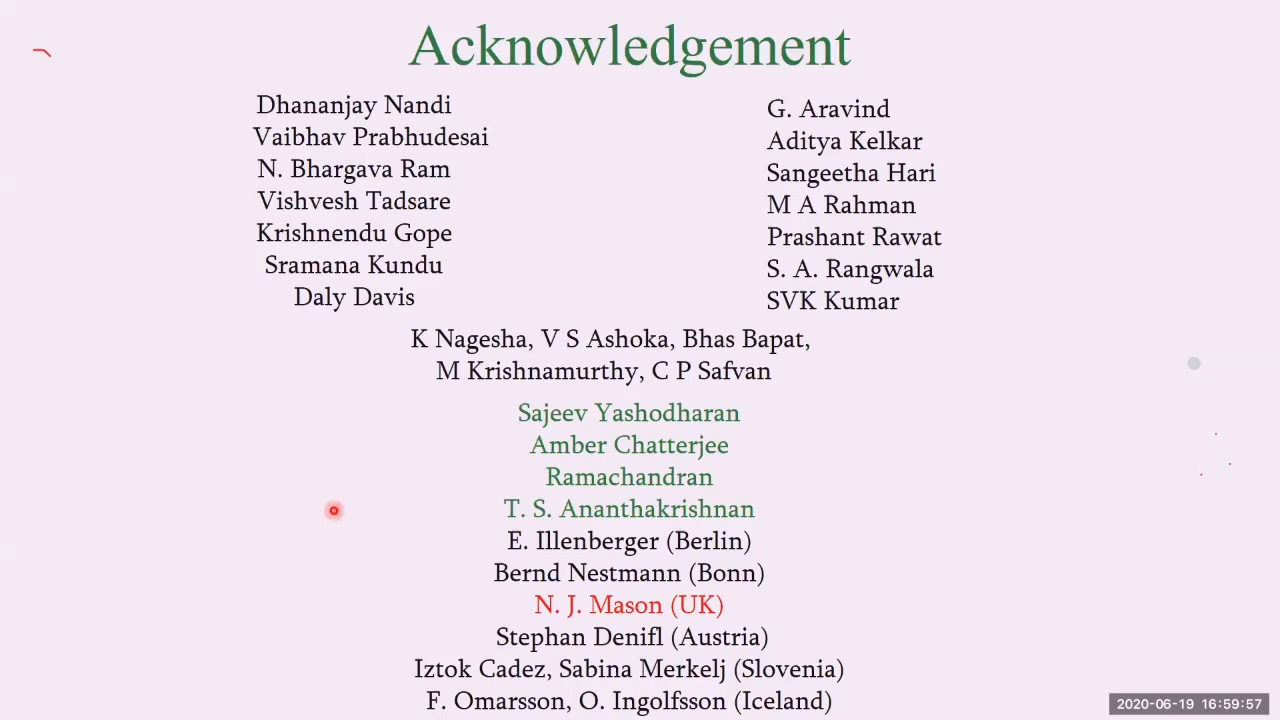 Acknowledgement
Dhananjay Nandi
Vaibhav Prabhudesai
N. Bhargava Ram
Vishvesh Tadsare
Krishnendu Gope
Sramana Kundu
Daly Davis
G. Aravind
Aditya Kelkar
Sangeetha Hari
M A Rahman
Prashant Rawat
S. A. Rangwala
SVK Kumar
K Nagesha, V S Ashoka, Bhas Bapat,
M Krishnamurthy, C P Safvan
Sajeev Yashodharan
Amber Chatterjee
Ramachandran
T. S. Ananthakrishnan
E. Illenberger (Berlin)
Bernd Nestmann (Bonn)
N. J. Mason (UK)
Stephan Denifl (Austria)
Iztok Cadez, Sabina Merkelj (Slovenia)
F. Omarsson, O. Ingolfsson (Iceland)
2020-06-19 16:59:57